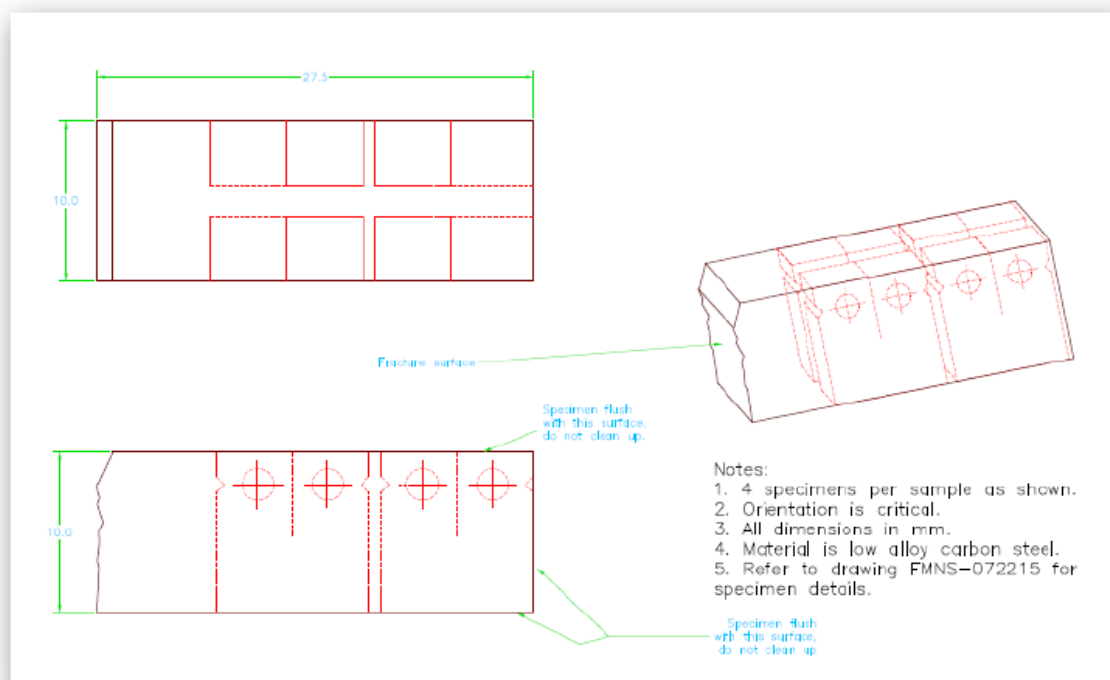 27.5
10.0
Fracture surface
Specimen flush
with this surface,
do not clean up.
10.0
Notes:
1. 4 specimens per sample as shown.
2. Orientation is critical.
3. All dimensions in mm.
4. Material is low alloy carbon steel.
5. Refer to drawing FMNS-072215 for
specimen details.
Specimen flush
with this surface,
do not clean up